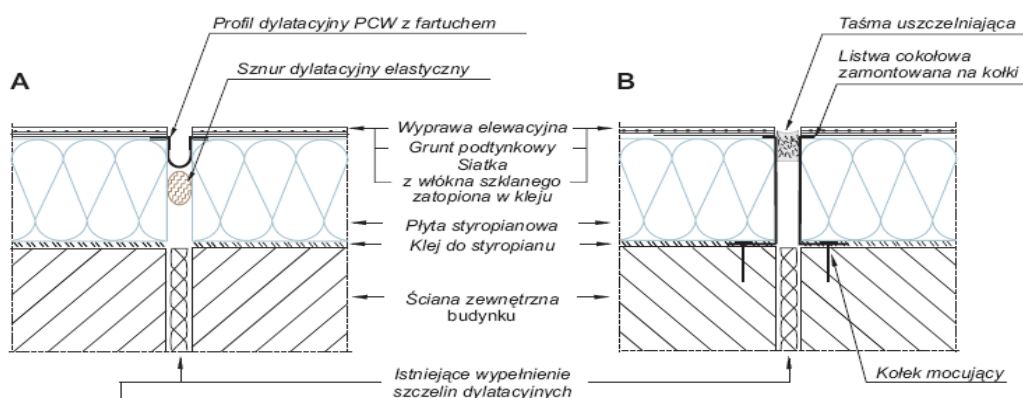 Profil dylatacyjny PCW z fartuchem
Sznur dylatacyjny elastyczny
A
Taśma uszczelniająca
Listwa cokołowa
zamontowana na kołki
B
Wyprawa elewacyjna
Grunt podtynkowy
Siatka
z włókna szklanego
zatopiona w kleju
Płyta styropianowa
Klej do styropianu
Ściana zewnętrzna
budynku
Istniejące wypełnienie
szczelin dylatacyjnych
Kołek mocujący